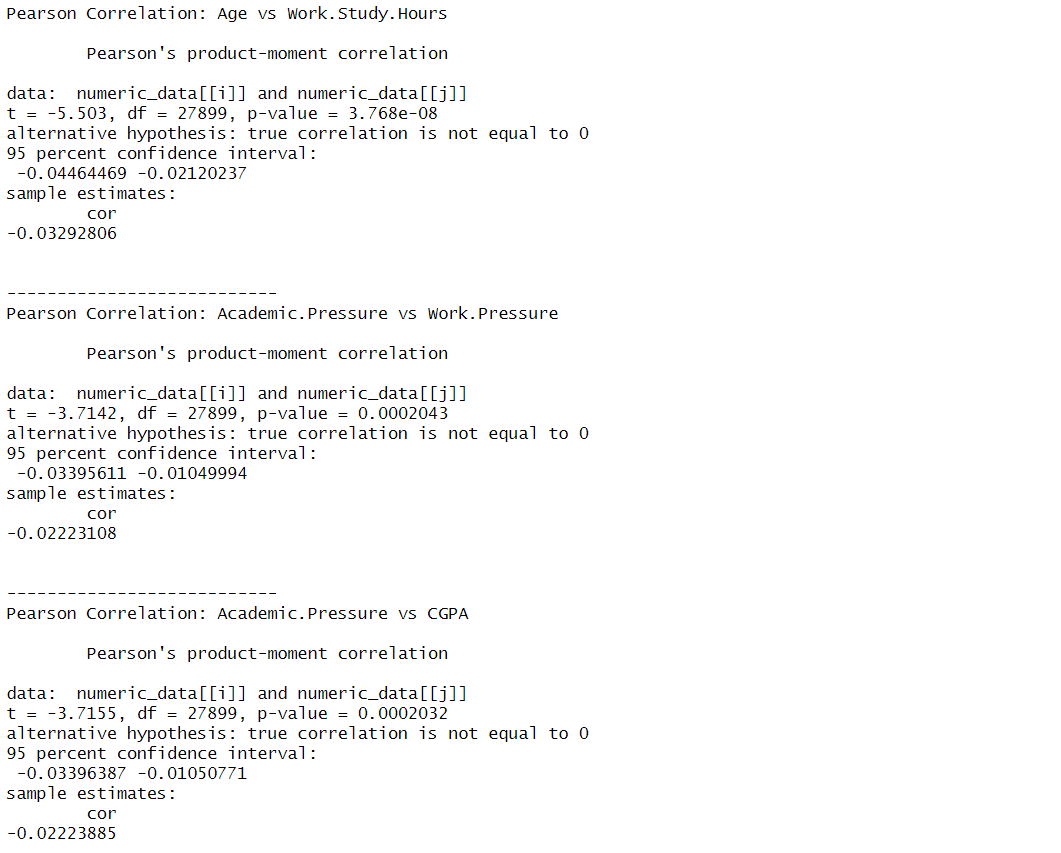 Pearson Correlation: Age vs Work.Study.Hours
Pearson's product-moment correlation
data:  numeric_data[[i]] and numeric_data[[j]]
t = -5.503, df = 27899, p-value = 3.768e-08
alternative hypothesis: true correlation is not equal to 0
95 percent confidence interval:
-0.04464469 -0.02120237
sample estimates:
cor
-0.03292806
---------------------------
Pearson Correlation: Academic.Pressure vs Work.Pressure
Pearson's product-moment correlation
data:  numeric_data[[i]] and numeric_data[[j]]
t = -3.7142, df = 27899, p-value = 0.0002043
alternative hypothesis: true correlation is not equal to 0
95 percent confidence interval:
-0.03395611 -0.01049994
sample estimates:
cor
-0.02223108
---------------------------
Pearson Correlation: Academic.Pressure vs CGPA
Pearson's product-moment correlation
data:  numeric_data[[i]] and numeric_data[[j]]
t = -3.7155, df = 27899, p-value = 0.0002032
alternative hypothesis: true correlation is not equal to 0
95 percent confidence interval:
-0.03396387 -0.01050771
sample estimates:
cor
-0.02223885